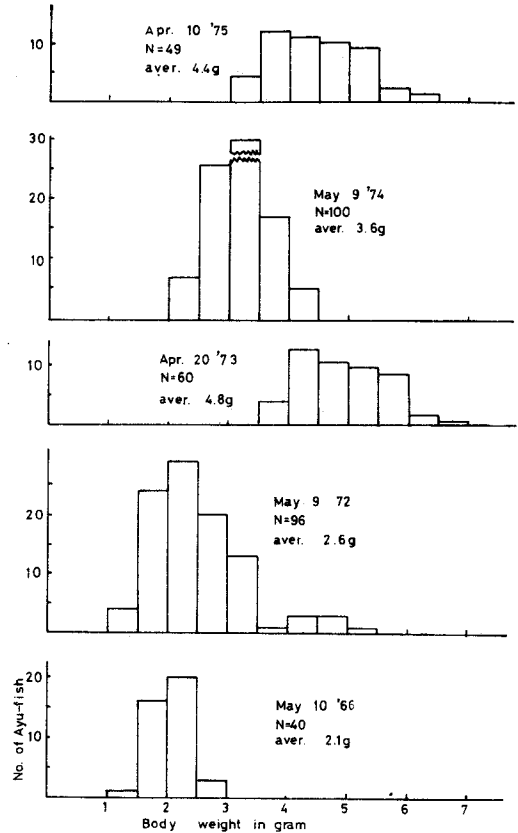 Apr. 10 '75
N=49
aver. 4.4g
10
30
20
10
May 9 '74
N=100
aver. 3.6g
Apr. 20 '73
N=60
aver. 4.8g
10
May 9 72
N=96
aver. 2.6g
20
10
May 10 '66
N=40
aver. 2.1g
20
10
No. of Ayu-fish
1 2 3 4 5 6 7
Body weight in gram